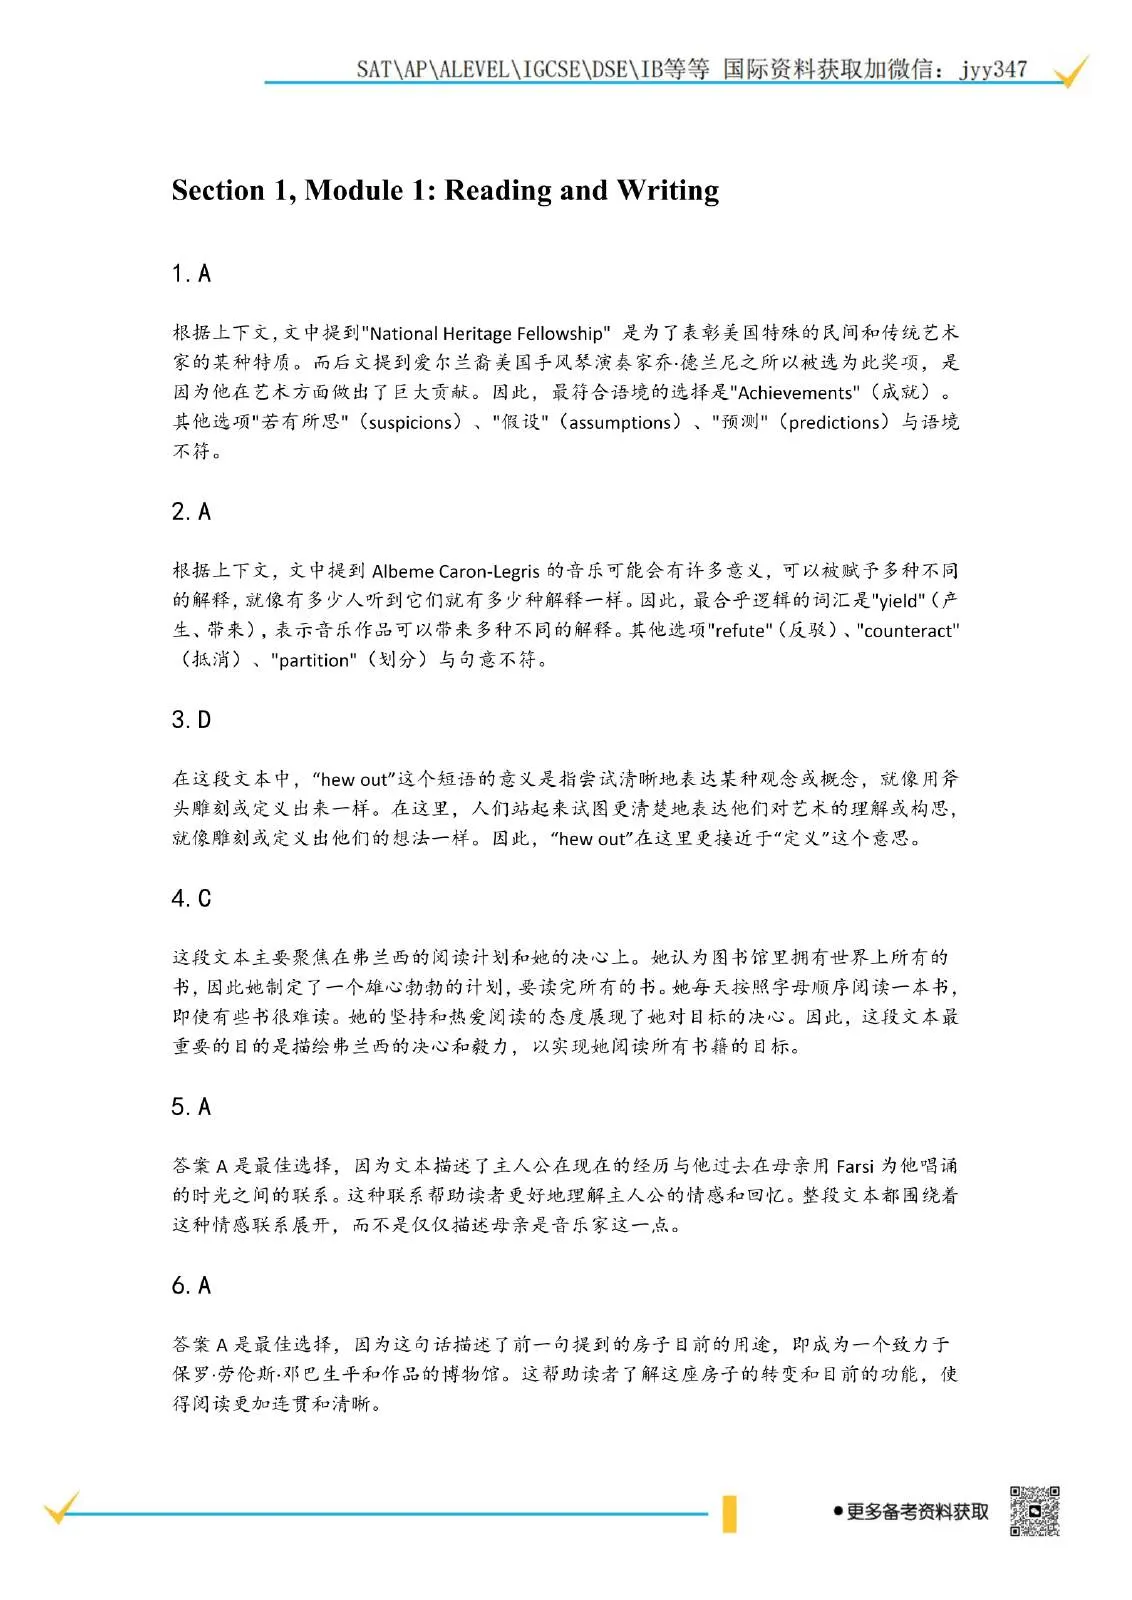 SAT\AP\ALEVEL\IGCSE\DSE\IB等等 国际资料获取加微信：jyy347
Section 1, Module 1: Reading and Writing
1. A
根据上下文，文中提到"National Heritage Fellowship" 是为了表彰美国特殊的民间和传统艺术
家的某种特质。而后文提到爱尔兰裔美国手风琴演奏家乔·德兰尼之所以被选为此奖项，是
因为他在艺术方面做出了巨大贡献。因此，最符合语境的选择是"Achievements"（成就）。
其他选项"若有所思"（suspicions）、"假设"（assumptions）、"预测"（predictions）与语境
不符。
2. A
根据上下文，文中提到 Albeme Caron-Legris 的音乐可能会有许多意义，可以被赋予多种不同
的解释，就像有多少人听到它们就有多少种解释一样。因此，最合乎逻辑的词汇是"yield"（产
生、带来），表示音乐作品可以带来多种不同的解释。其他选项"refute"（反驳）、"counteract"
（抵消）、"partition"（划分）与句意不符。
3. D
在这段文本中，“hew out”这个短语的意义是指尝试清晰地表达某种观念或概念，就像用斧
头雕刻或定义出来一样。在这里，人们站起来试图更清楚地表达他们对艺术的理解或构思，
就像雕刻或定义出他们的想法一样。因此，“hew out”在这里更接近于“定义”这个意思。
4. C
这段文本主要聚焦在弗兰西的阅读计划和她的决心上。她认为图书馆里拥有世界上所有的
书，因此她制定了一个雄心勃勃的计划，要读完所有的书。她每天按照字母顺序阅读一本书，
即使有些书很难读。她的坚持和热爱阅读的态度展现了她对目标的决心。因此，这段文本最
重要的目的是描绘弗兰西的决心和毅力，以实现她阅读所有书籍的目标。
5. A
答案 A 是最佳选择，因为文本描述了主人公在现在的经历与他过去在母亲用 Farsi 为他唱诵
的时光之间的联系。这种联系帮助读者更好地理解主人公的情感和回忆。整段文本都围绕着
这种情感联系展开，而不是仅仅描述母亲是音乐家这一点。
6. A
答案 A 是最佳选择，因为这句话描述了前一句提到的房子目前的用途，即成为一个致力于
保罗·劳伦斯·邓巴生平和作品的博物馆。这帮助读者了解这座房子的转变和目前的功能，使
得阅读更加连贯和清晰。
●更多备考资料获取